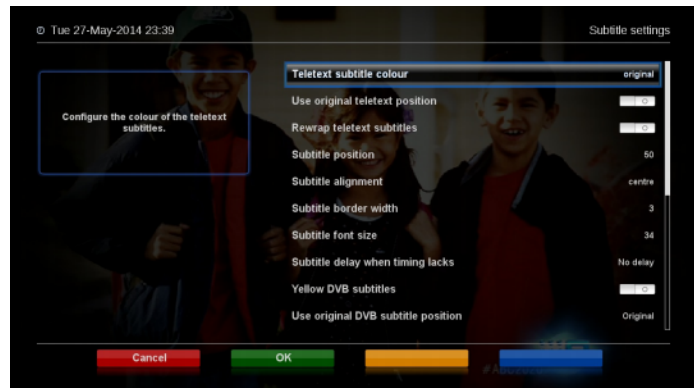 Tue 27-May-2014 23:39
Subtitle settings
Configure the colour of the teletext
subtitles.
Teletext subtitle colour original
Use original teletext position
Rewrap teletext subtitles
Subtitle position 50
Subtitle alignment centre
Subtitle border width 3
Subtitle font size 34
Subtitle delay when timing lacks No delay
Yellow DVB subtitles
Use original DVB subtitle position Original
Cancel OK